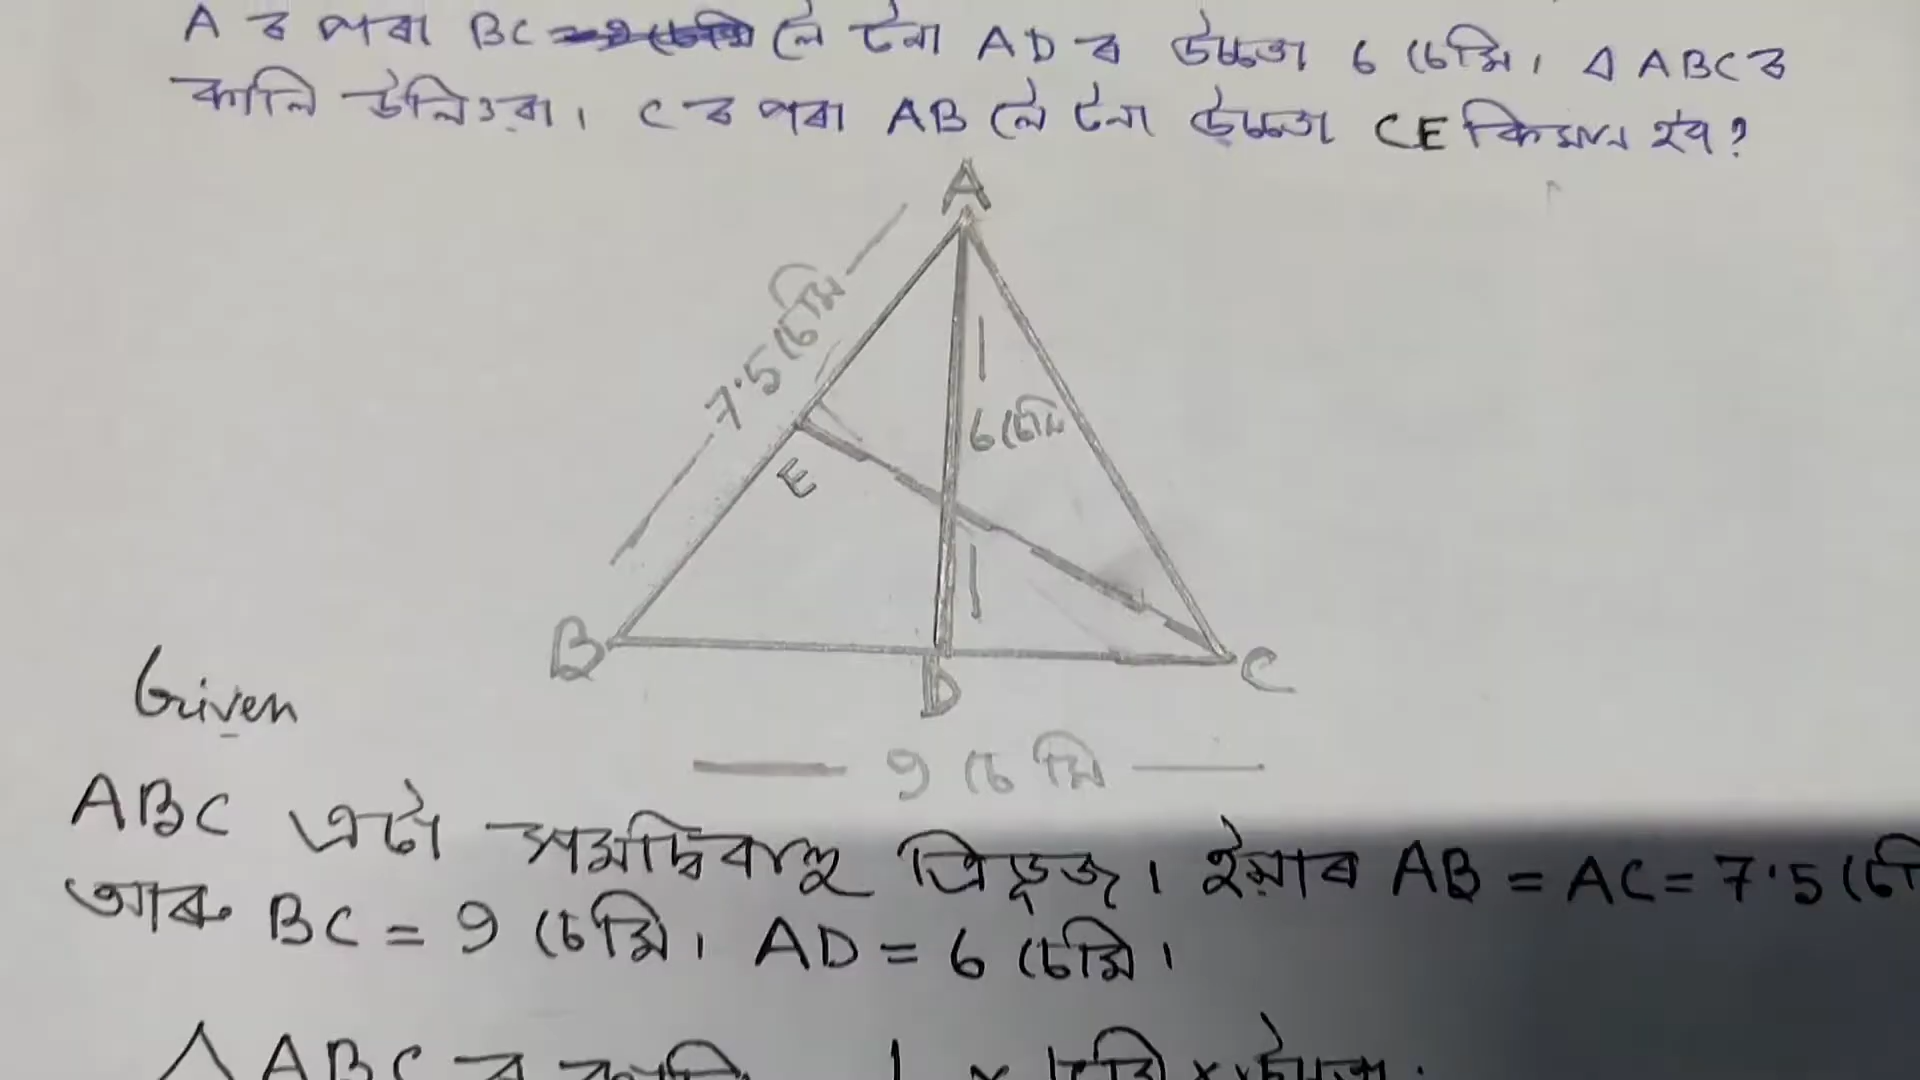 A ৰ পৰা BC লৈ টনা AD ৰ উচ্চতা 6 চেমি। Δ ABC ৰ
কালি উলিওৱা। C ৰ পৰা AB লৈ টনা উচ্চতা CE কিমান হ'ব?
A
7.5 চেমি
6 চেমি
E
B
D
C
9 চেমি
Given
ABC এটা সমদ্বিবাহু ত্ৰিভূজ। ইয়াৰ AB = AC = 7.5 চে
আৰু BC = 9 চেমি। AD = 6 চেমি।
△ ABC ৰ কালি